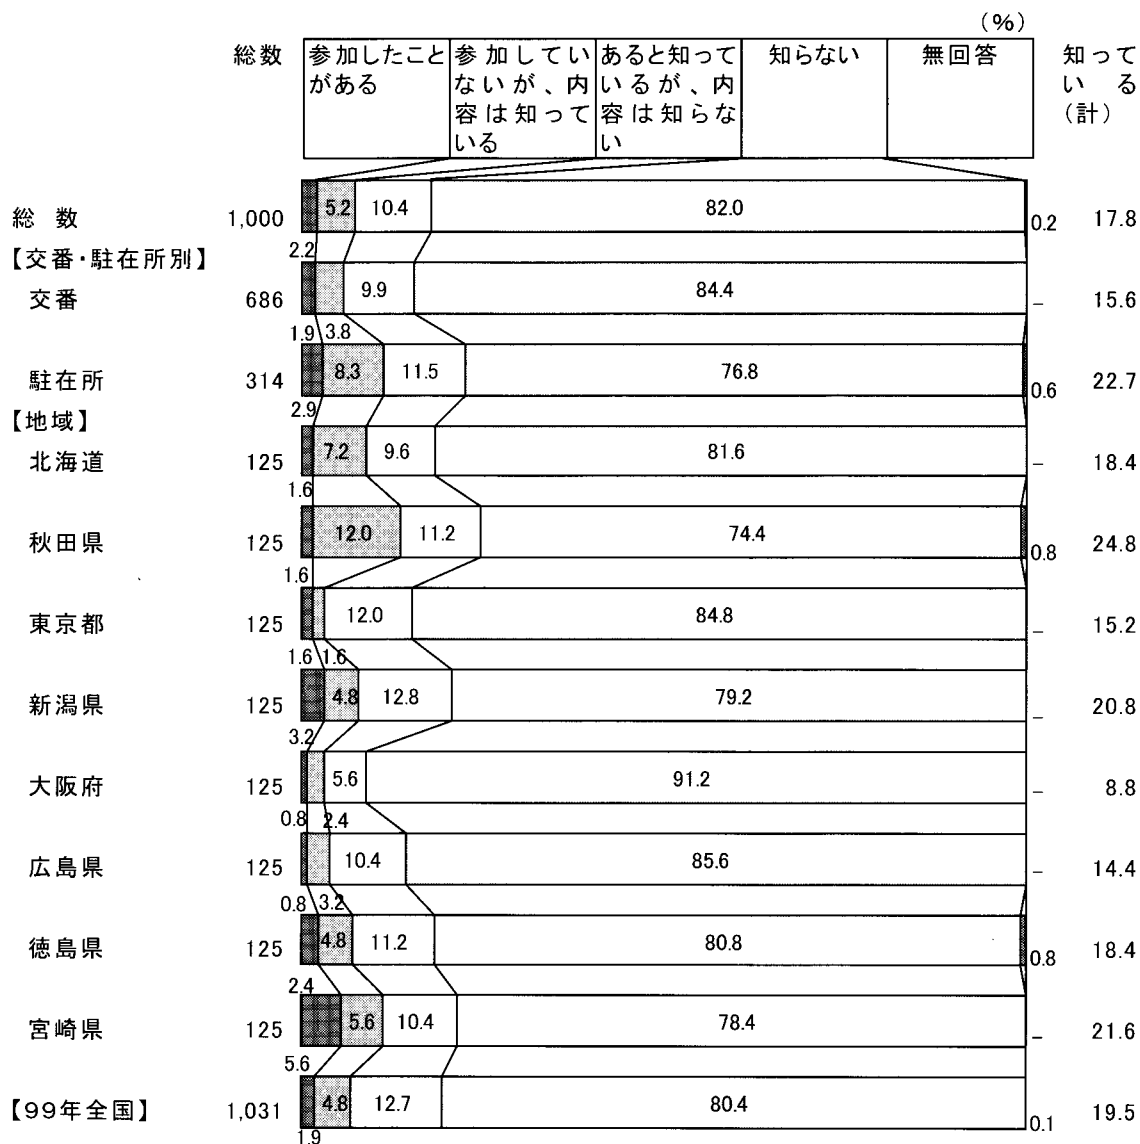 (%)
総数 参加したこと 参加してい あると知って 知らない 無回答 知って
がある ないが、内 いるが、内 いる
容は知って 容は知らな (計)
いる い
総数 1,000 5.2 10.4 82.0 0.2 17.8
2.2
【交番・駐在所別】
交番 686 9.9 84.4 – 15.6
1.9 3.8
駐在所 314 8.3 11.5 76.8 0.6 22.7
2.9
【地域】
北海道 125 7.2 9.6 81.6 – 18.4
1.6
秋田県 125 12.0 11.2 74.4 0.8 24.8
1.6
東京都 125 12.0 84.8 – 15.2
1.6 1.6
新潟県 125 4.8 12.8 79.2 – 20.8
3.2
大阪府 125 5.6 91.2 – 8.8
0.8 2.4
広島県 125 10.4 85.6 – 14.4
0.8 3.2
徳島県 125 4.8 11.2 80.8 0.8 18.4
2.4
宮崎県 125 5.6 10.4 78.4 – 21.6
5.6
【99年全国】 1,031 4.8 12.7 80.4 0.1 19.5
1.9